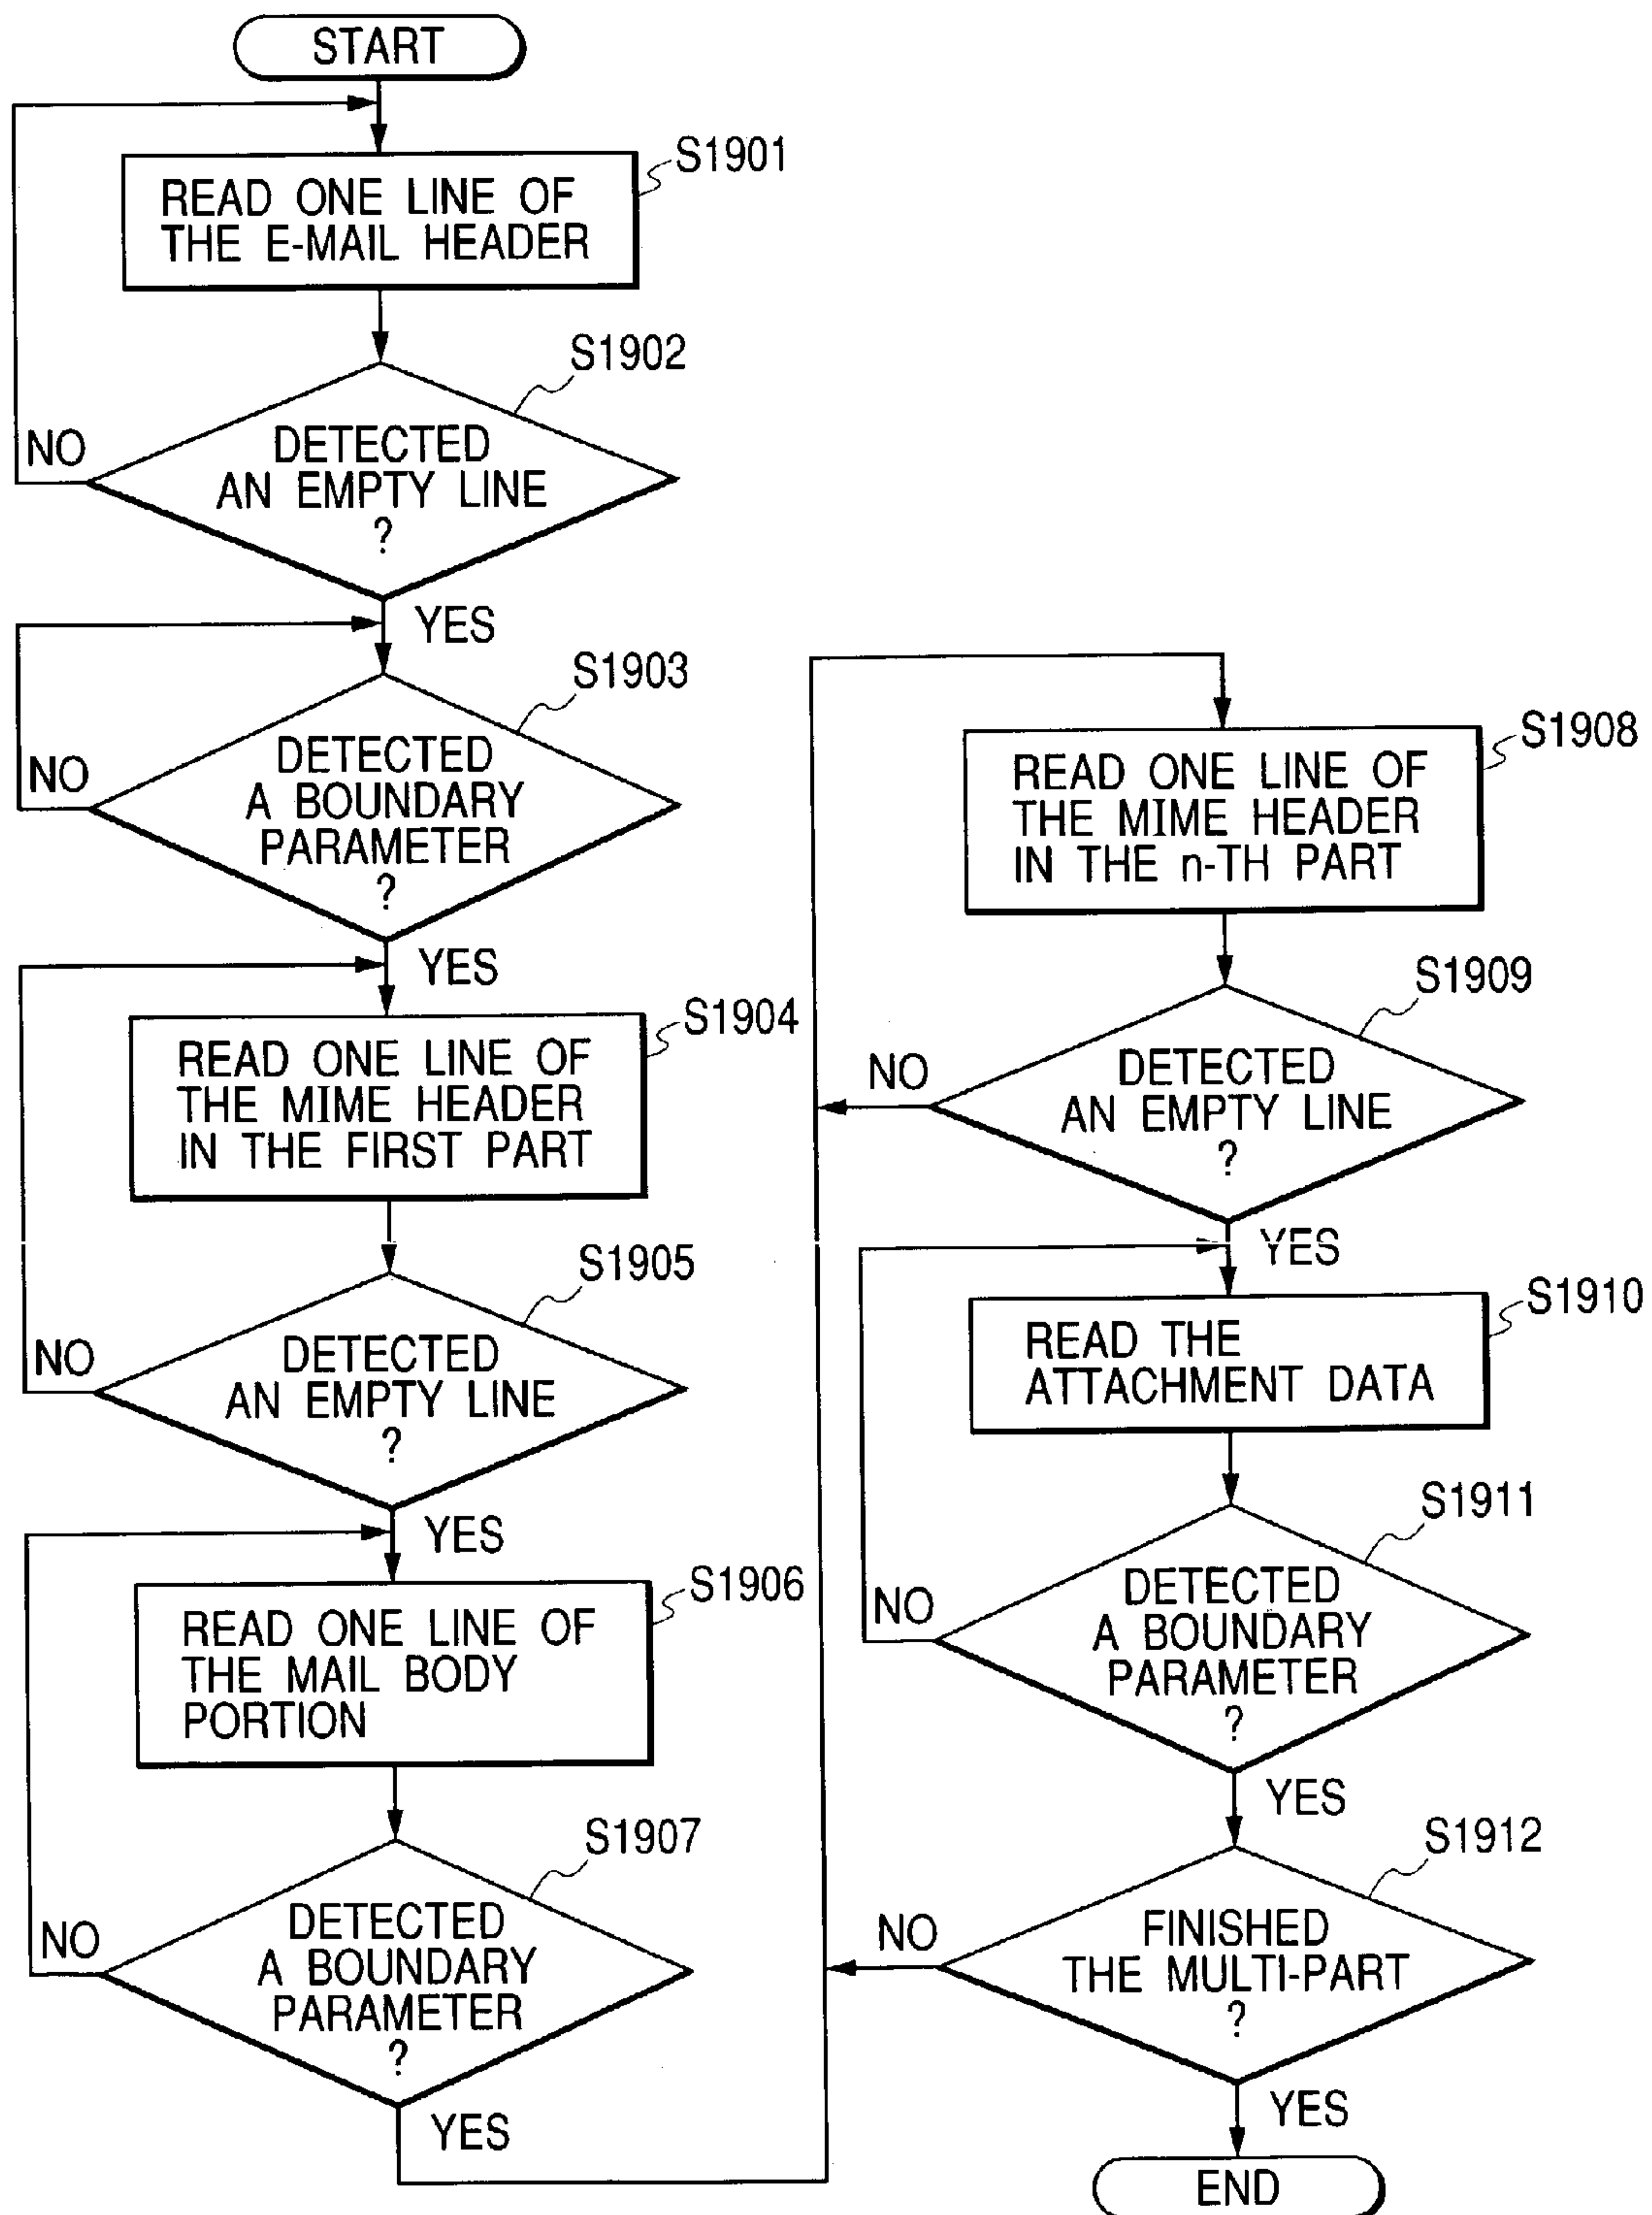 START
S1901
READ ONE LINE OF
THE E-MAIL HEADER
S1902
DETECTED
AN EMPTY LINE
?
NO
YES
S1903
DETECTED
A BOUNDARY
PARAMETER
?
NO
YES
S1904
READ ONE LINE OF
THE MIME HEADER
IN THE FIRST PART
S1905
DETECTED
AN EMPTY LINE
?
NO
YES
S1906
READ ONE LINE OF
THE MAIL BODY
PORTION
S1907
DETECTED
A BOUNDARY
PARAMETER
?
NO
YES
S1908
READ ONE LINE OF
THE MIME HEADER
IN THE n-TH PART
S1909
DETECTED
AN EMPTY LINE
?
NO
YES
S1910
READ THE
ATTACHMENT DATA
S1911
DETECTED
A BOUNDARY
PARAMETER
?
NO
YES
S1912
FINISHED
THE MULTI-PART
?
NO
YES
END